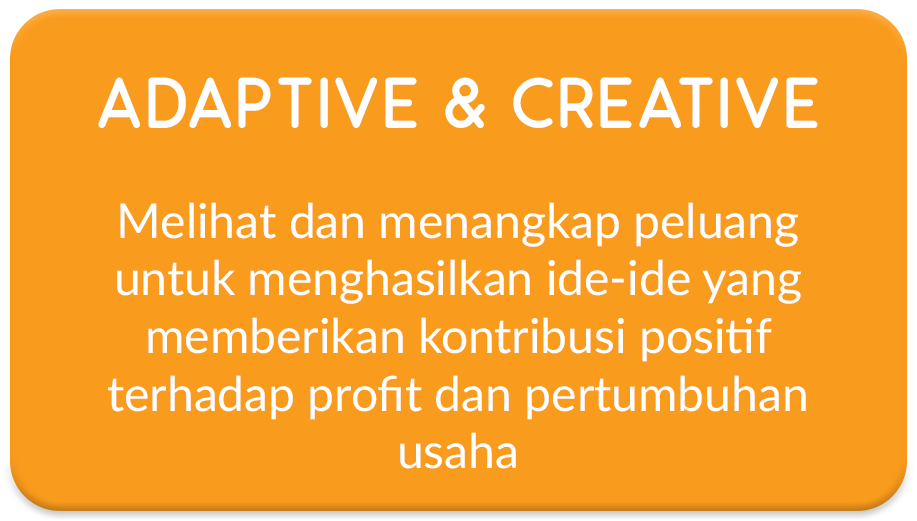 ADAPTIVE & CREATIVE
Melihat dan menangkap peluang
untuk menghasilkan ide-ide yang
memberikan kontribusi positif
terhadap profit dan pertumbuhan
usaha